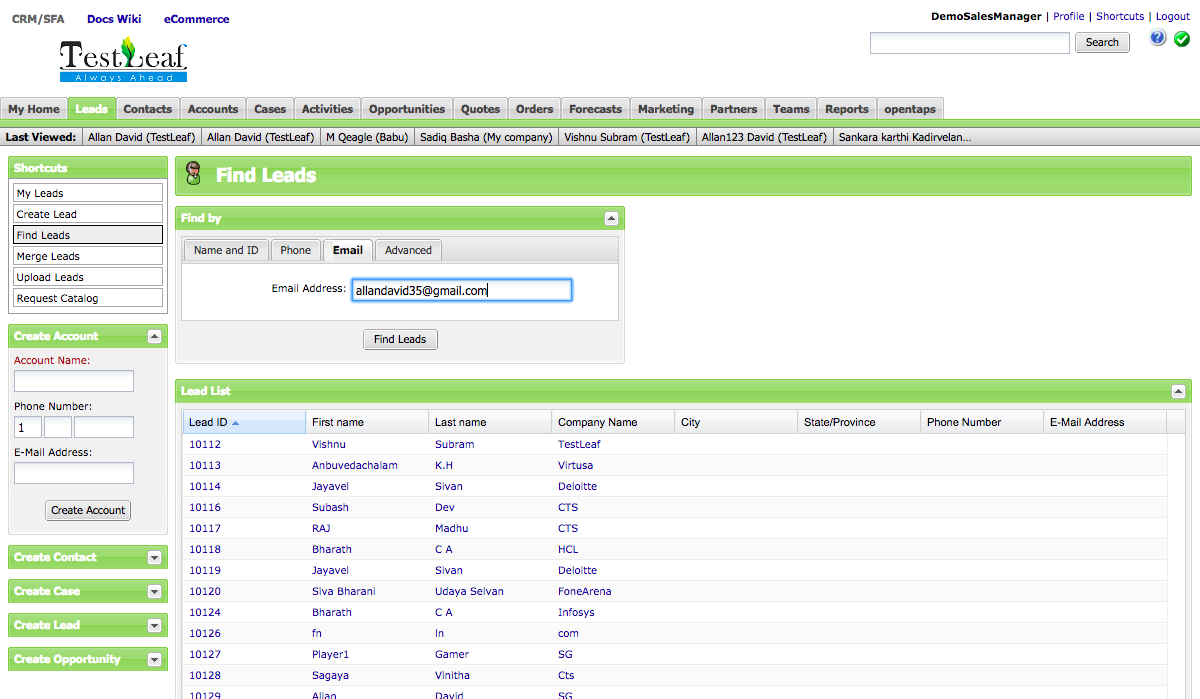 CRM/SFA Docs Wiki eCommerce
DemoSalesManager | Profile | Shortcuts | Logout
TestLeaf
Always Ahead
Search
My Home Leads Contacts Accounts Cases Activities Opportunities Quotes Orders Forecasts Marketing Partners Teams Reports opentaps
Last Viewed: Allan David (TestLeaf) Allan David (TestLeaf) M Qeagle (Babu) Sadiq Basha (My company) Vishnu Subram (TestLeaf) Allan123 David (TestLeaf) Sankara karthi Kadirvelan...
Shortcuts
My Leads
Create Lead
Find Leads
Merge Leads
Upload Leads
Request Catalog
Create Account
Account Name:
Phone Number:
1
E-Mail Address:
Create Account
Create Contact
Create Case
Create Lead
Create Opportunity
Find Leads
Find by
Name and ID Phone Email Advanced
Email Address: allandavid35@gmail.com
Find Leads
Lead List
Lead ID First name Last name Company Name City State/Province Phone Number E-Mail Address
10112 Vishnu Subram TestLeaf
10113 Anbuvedachalam K.H Virtusa
10114 Jayavel Sivan Deloitte
10116 Subash Dev CTS
10117 RAJ Madhu CTS
10118 Bharath C A HCL
10119 Jayavel Sivan Deloitte
10120 Siva Bharani Udaya Selvan FoneArena
10124 Bharath C A Infosys
10126 fn ln com
10127 Player1 Gamer SG
10128 Sagaya Vinitha Cts
10129 Allan David SG